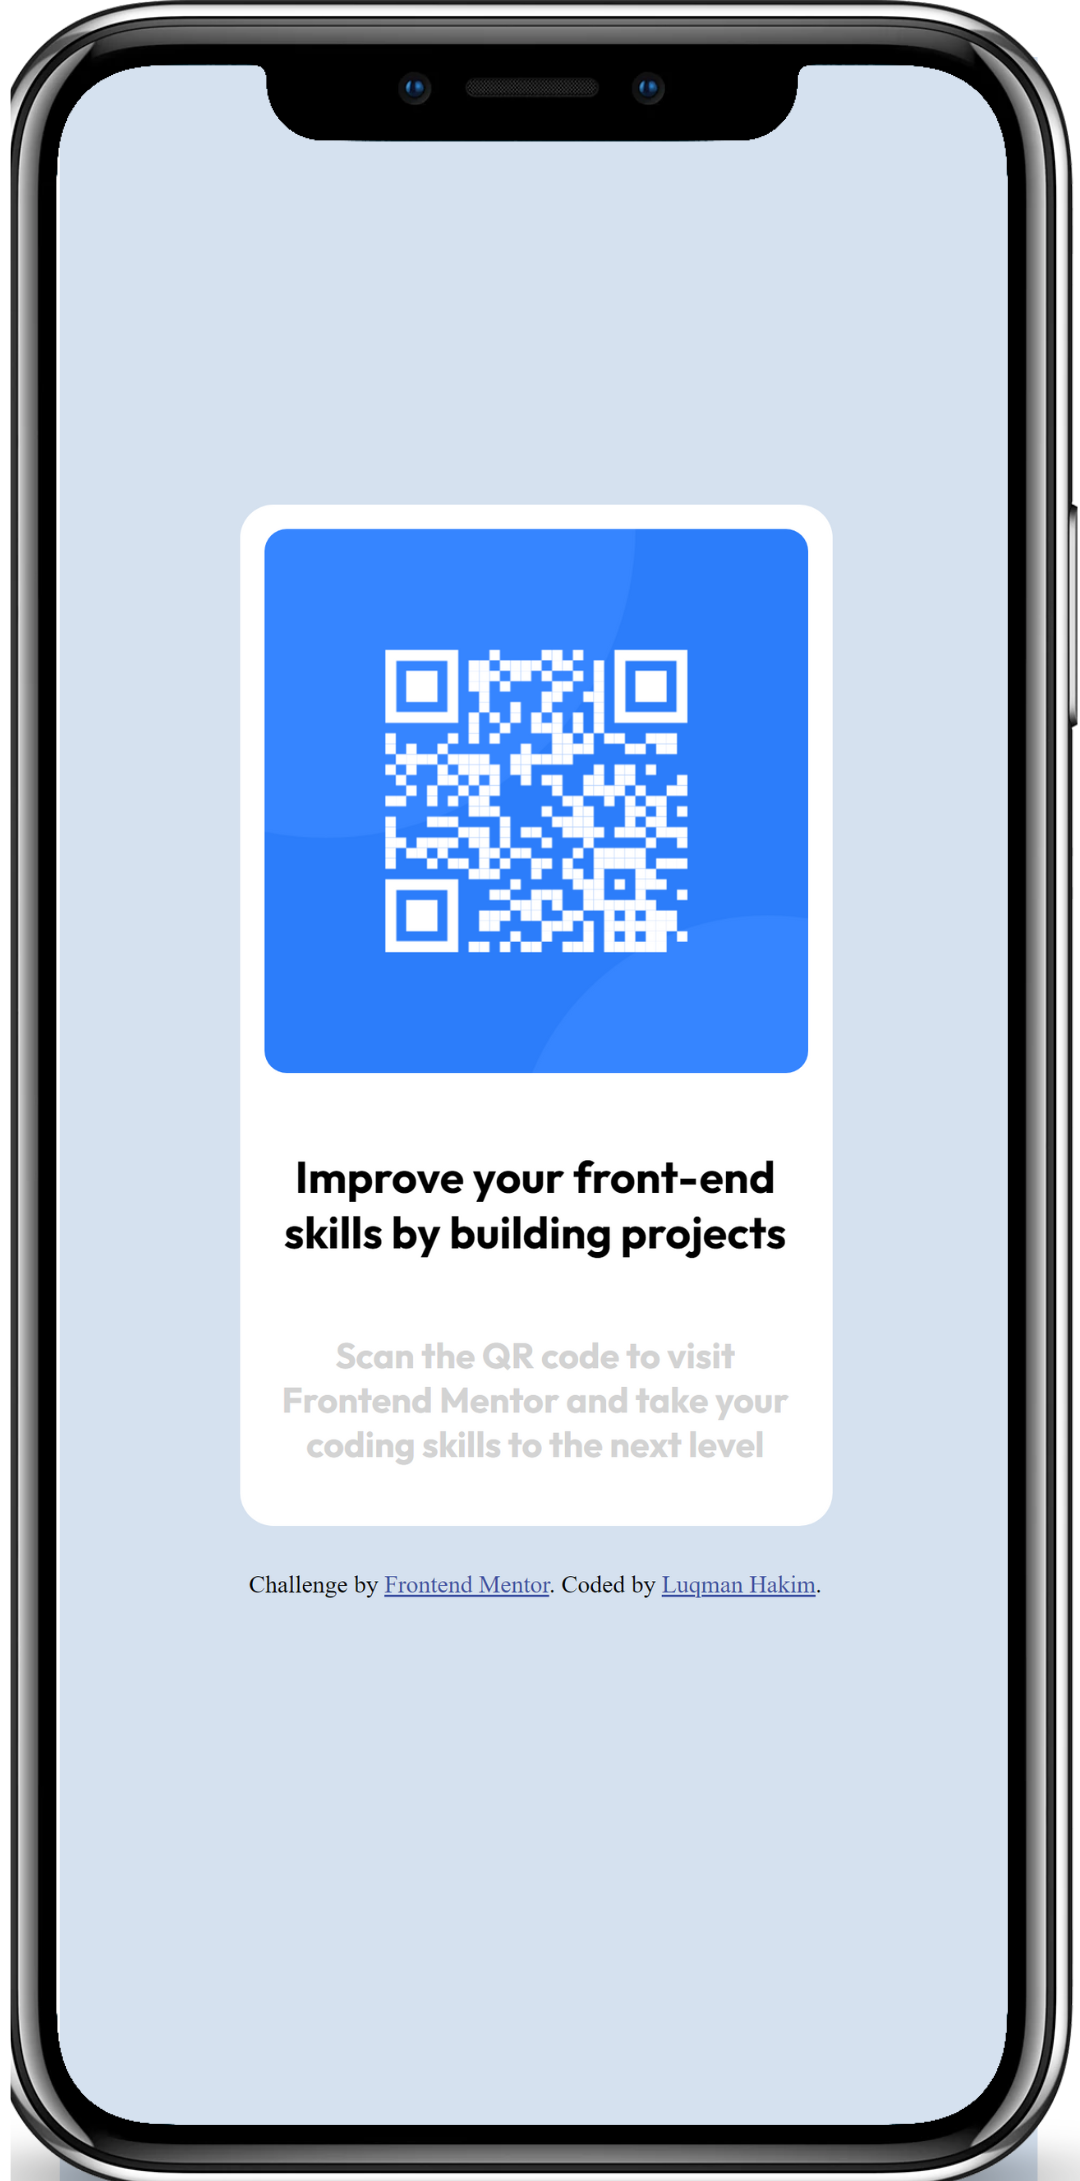 Improve your front-end
skills by building projects
Scan the QR code to visit
Frontend Mentor and take your
coding skills to the next level
Challenge by Frontend Mentor. Coded by Luqman Hakim.